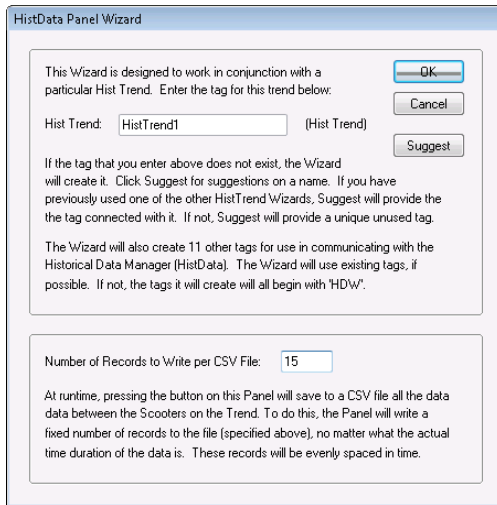 HistData Panel Wizard
This Wizard is designed to work in conjunction with a
particular Hist Trend. Enter the tag for this trend below:
OK
Cancel
Hist Trend: HistTrend1 (Hist Trend)
Suggest
If the tag that you enter above does not exist, the Wizard
will create it. Click Suggest for suggestions on a name. If you have
previously used one of the other HistTrend Wizards, Suggest will provide the
the tag connected with it. If not, Suggest will provide a unique unused tag.
The Wizard will also create 11 other tags for use in communicating with the
Historical Data Manager (HistData). The Wizard will use existing tags, if
possible. If not, the tags it will create will all begin with 'HDW'.
Number of Records to Write per CSV File: 15
At runtime, pressing the button on this Panel will save to a CSV file all the data
data between the Scooters on the Trend. To do this, the Panel will write a
fixed number of records to the file (specified above), no matter what the actual
time duration of the data is. These records will be evenly spaced in time.